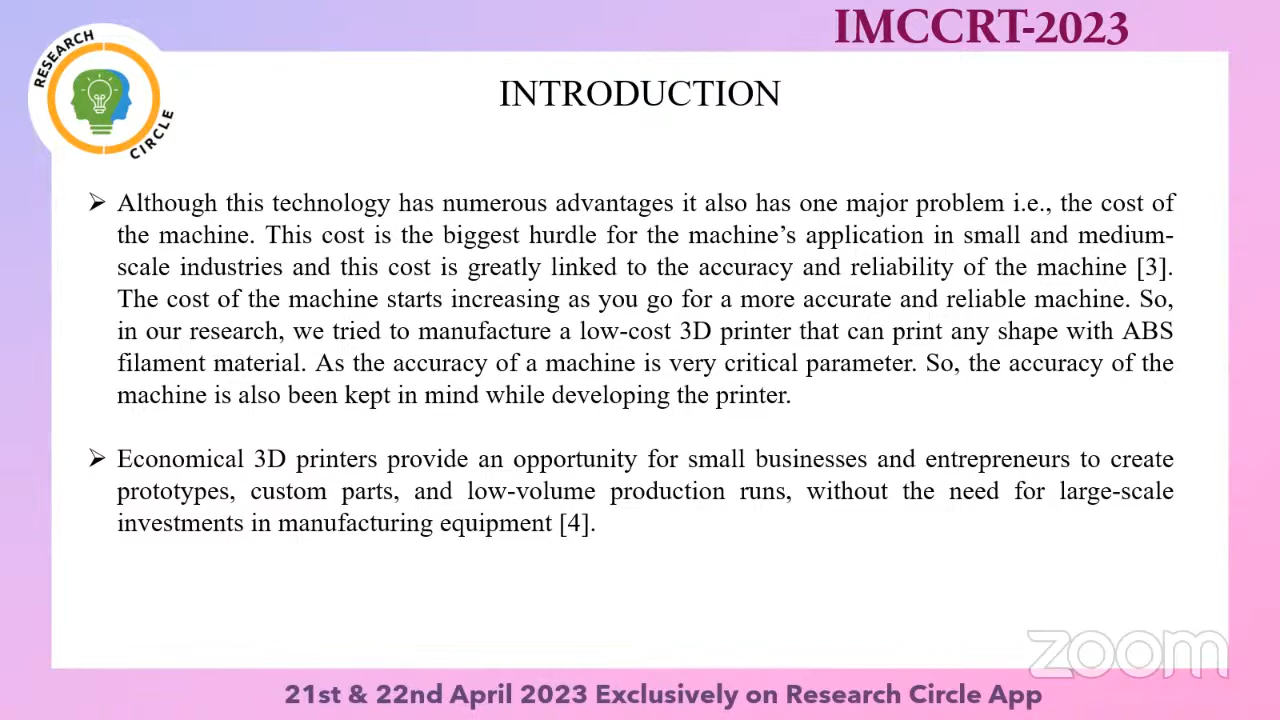 IMCCRT-2023
RESEARCH
CIRCLE
INTRODUCTION
➢ Although this technology has numerous advantages it also has one major problem i.e., the cost of
the machine. This cost is the biggest hurdle for the machine’s application in small and medium-
scale industries and this cost is greatly linked to the accuracy and reliability of the machine [3].
The cost of the machine starts increasing as you go for a more accurate and reliable machine. So,
in our research, we tried to manufacture a low-cost 3D printer that can print any shape with ABS
filament material. As the accuracy of a machine is very critical parameter. So, the accuracy of the
machine is also been kept in mind while developing the printer.
➢ Economical 3D printers provide an opportunity for small businesses and entrepreneurs to create
prototypes, custom parts, and low-volume production runs, without the need for large-scale
investments in manufacturing equipment [4].
zoom
21st & 22nd April 2023 Exclusively on Research Circle App